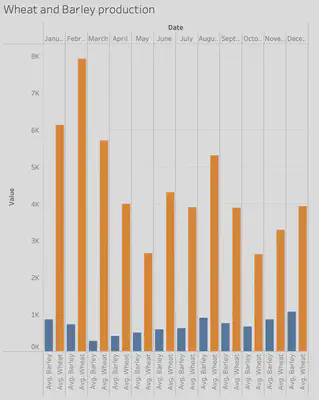 Wheat and Barley production
Date
Janu.. Febr.. March April May June July Augu.. Sept.. Octo.. Nove.. Dece..
8K
7K
6K
5K
4K
3K
2K
1K
0K
Value
Avg. Barley Avg. Wheat Avg. Barley Avg. Wheat Avg. Barley Avg. Wheat Avg. Barley Avg. Wheat Avg. Barley Avg. Wheat Avg. Barley Avg. Wheat Avg. Barley Avg. Wheat Avg. Barley Avg. Wheat Avg. Barley Avg. Wheat Avg. Barley Avg. Wheat Avg. Barley Avg. Wheat Avg. Barley Avg. Wheat